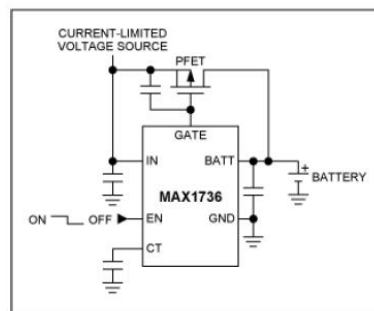 CURRENT-LIMITED
VOLTAGE SOURCE
PFET
GATE
IN
BATT
+
BATTERY
MAX1736
ON
OFF
EN
GND
CT